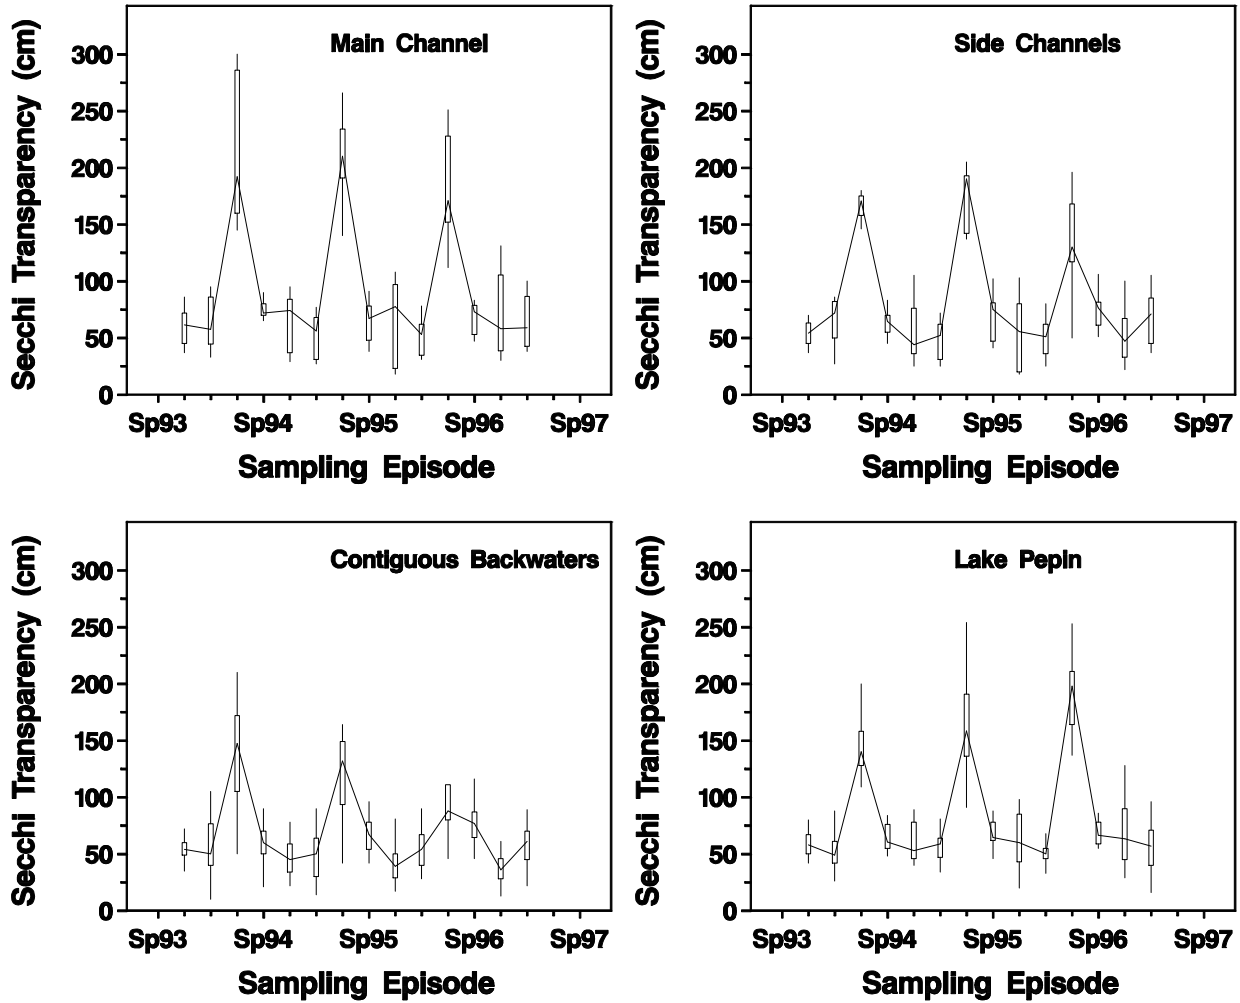 Main Channel
Secchi Transparency (cm)
300
250
200
150
100
50
0
Sp93 Sp94 Sp95 Sp96 Sp97
Sampling Episode
Side Channels
Secchi Transparency (cm)
300
250
200
150
100
50
0
Sp93 Sp94 Sp95 Sp96 Sp97
Sampling Episode
Contiguous Backwaters
Secchi Transparency (cm)
300
250
200
150
100
50
0
Sp93 Sp94 Sp95 Sp96 Sp97
Sampling Episode
Lake Pepin
Secchi Transparency (cm)
300
250
200
150
100
50
0
Sp93 Sp94 Sp95 Sp96 Sp97
Sampling Episode